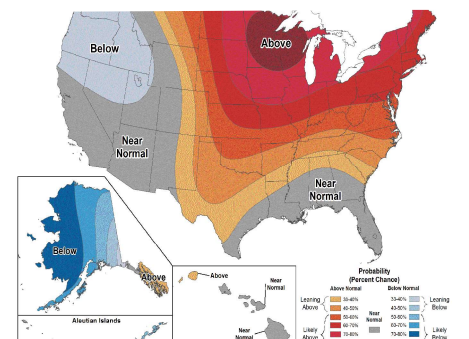 Below
Above
Near
Normal
Near
Normal
Below
Above
Aleutian Islands
Above
Near
Normal
Near
Normal
Probability
(Percent Chance)
Above Normal
Below Normal
Leaning
Above
33-40%
40-50%
50-60%
60-70%
70-80%
Likely
Above
Near
Normal
33-40%
40-50%
50-60%
60-70%
70-80%
Leaning
Below
Likely
Below